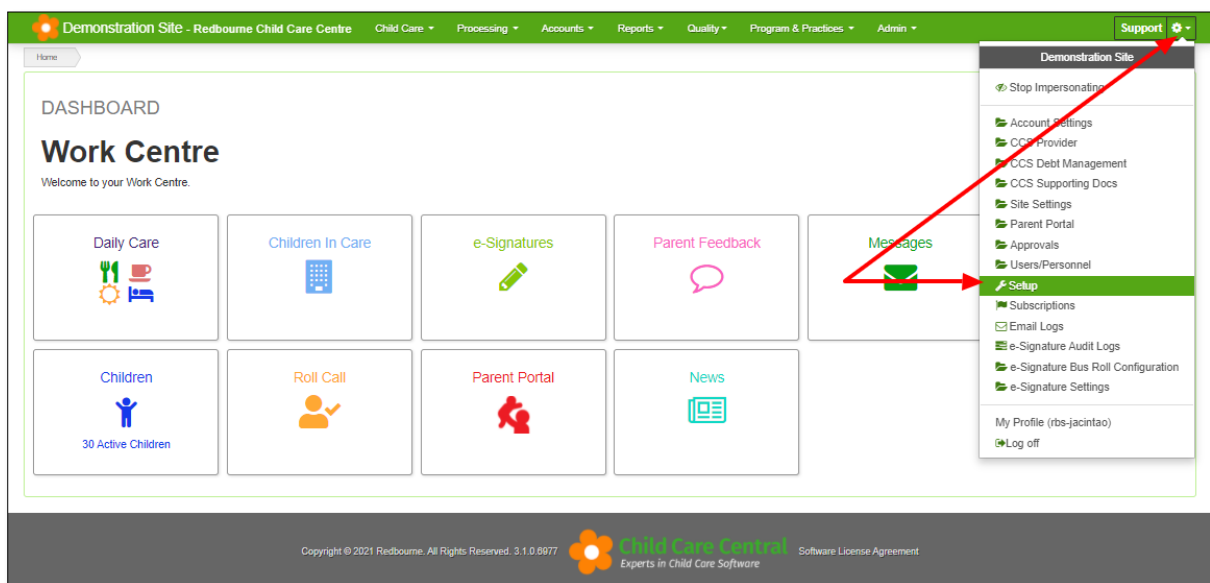 Demonstration Site - Redbourne Child Care Centre Child Care Processing Accounts Reports Quality Program & Practices Admin Support
Home
Demonstration Site
Stop Impersonating
Account Settings
CCS Provider
CCS Debt Management
CCS Supporting Docs
Site Settings
Parent Portal
Approvals
Users/Personnel
Setup
Subscriptions
Email Logs
e-Signature Audit Logs
e-Signature Bus Roll Configuration
e-Signature Settings
My Profile (rbs-jacintao)
Log off
DASHBOARD
Work Centre
Welcome to your Work Centre.
Daily Care Children In Care e-Signatures Parent Feedback Messages
Children Roll Call Parent Portal News
30 Active Children
Copyright © 2021 Redbourne. All Rights Reserved. 3.1.0.6977 Child Care Central Software License Agreement
Experts in Child Care Software